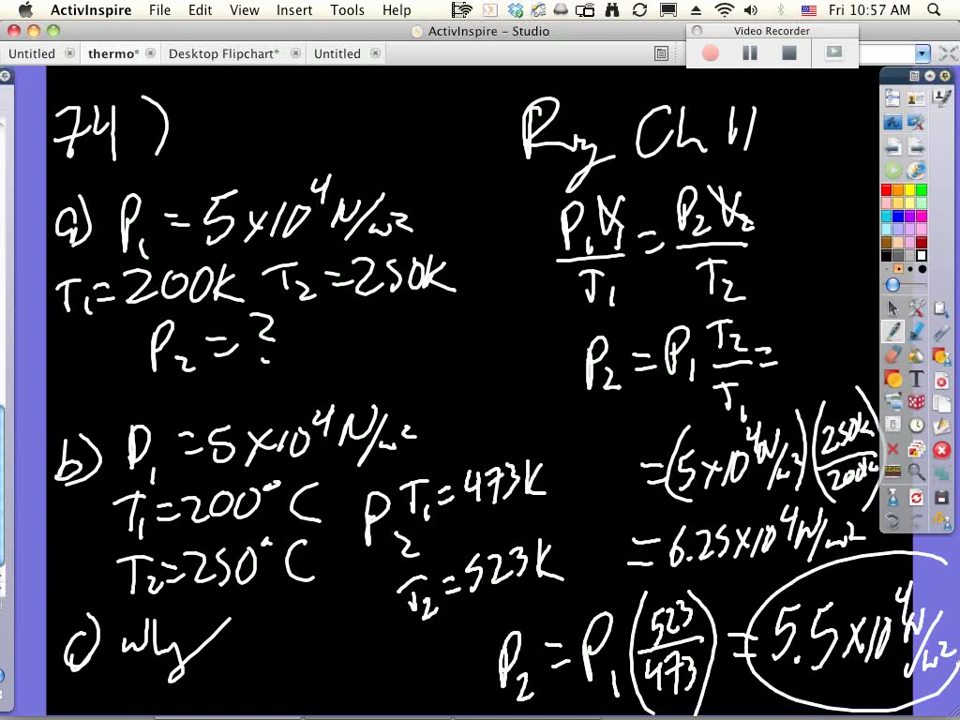 ActivInspire File Edit View Insert Tools Help Fri 10:57 AM
ActivInspire - Studio
Video Recorder
Untitled thermo* Desktop Flipchart* Untitled
74)
Ch 11
a) P₁ = 5×10⁴ N/m²
T₁ = 200K T₂ = 250K
P₂ = ?
P₁V₁/T₁ = P₂V₂/T₂
P₂ = P₁ T₂/T₁ =
= (5×10⁴ N/m²)(250K/200K)
= 6.25×10⁴ N/m²
b) P₁ = 5×10⁴ N/m²
T₁ = 200° C
T₂ = 250° C
P₂
T₁ = 473K
T₂ = 523K
P₂ = P₁(523/473) = 5.5×10⁴ N/m²
c) why
T